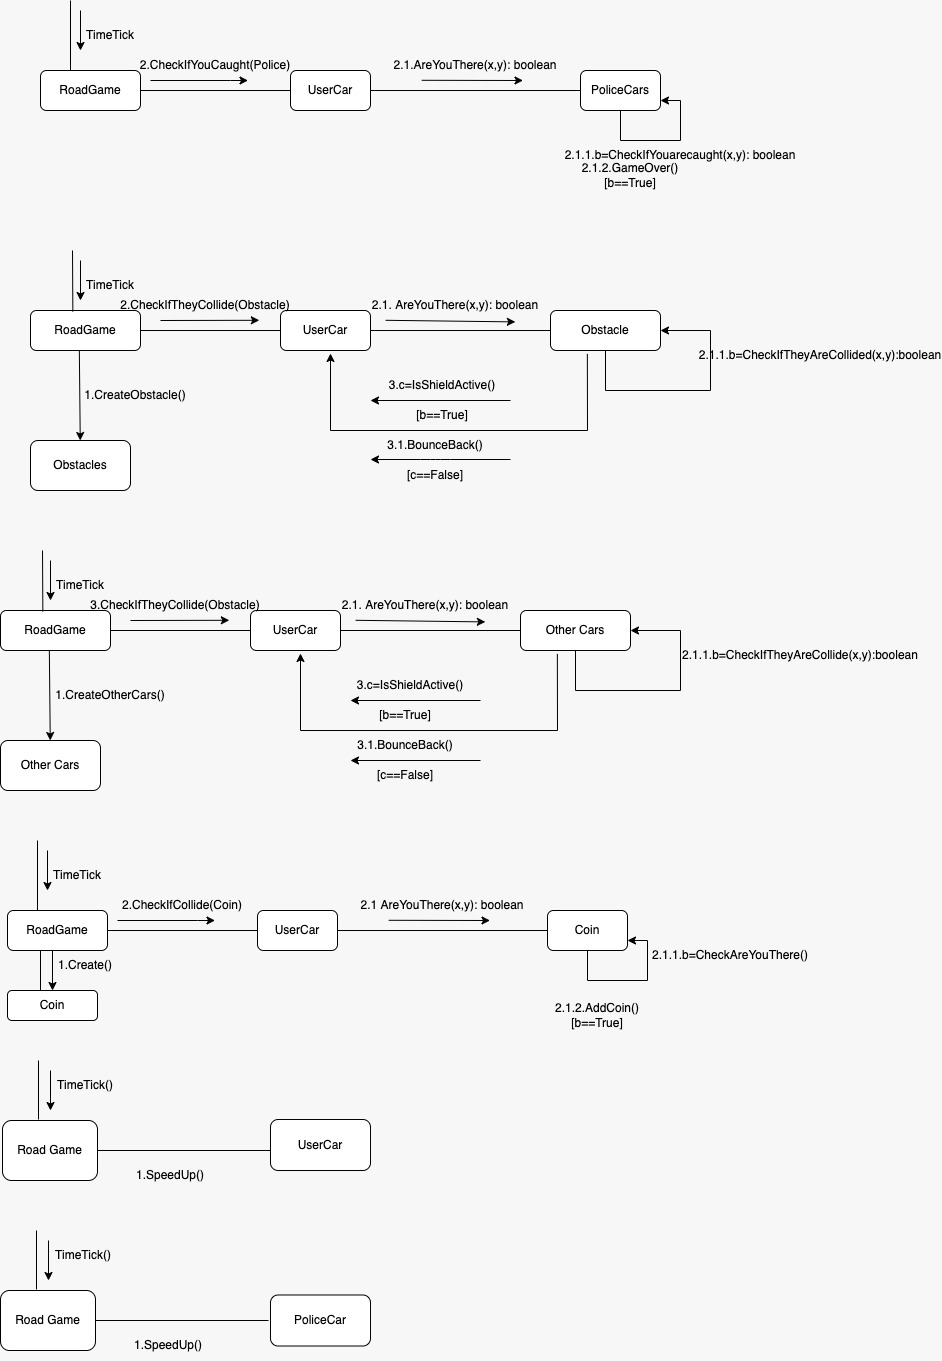 TimeTick
2.CheckIfYouCaught(Police)
2.1.AreYouThere(x,y): boolean
RoadGame
UserCar
PoliceCars
2.1.1.b=CheckIfYouarecaught(x,y): boolean
2.1.2.GameOver()
[b==True]
TimeTick
2.CheckIfTheyCollide(Obstacle)
2.1. AreYouThere(x,y): boolean
RoadGame
UserCar
Obstacle
2.1.1.b=CheckIfTheyAreCollided(x,y):boolean
1.CreateObstacle()
3.c=IsShieldActive()
[b==True]
3.1.BounceBack()
[c==False]
Obstacles
TimeTick
3.CheckIfTheyCollide(Obstacle)
2.1. AreYouThere(x,y): boolean
RoadGame
UserCar
Other Cars
2.1.1.b=CheckIfTheyAreCollide(x,y):boolean
1.CreateOtherCars()
3.c=IsShieldActive()
[b==True]
3.1.BounceBack()
[c==False]
Other Cars
TimeTick
2.CheckIfCollide(Coin)
2.1 AreYouThere(x,y): boolean
RoadGame
UserCar
Coin
1.Create()
2.1.1.b=CheckAreYouThere()
Coin
2.1.2.AddCoin()
[b==True]
TimeTick()
Road Game
UserCar
1.SpeedUp()
TimeTick()
Road Game
PoliceCar
1.SpeedUp()